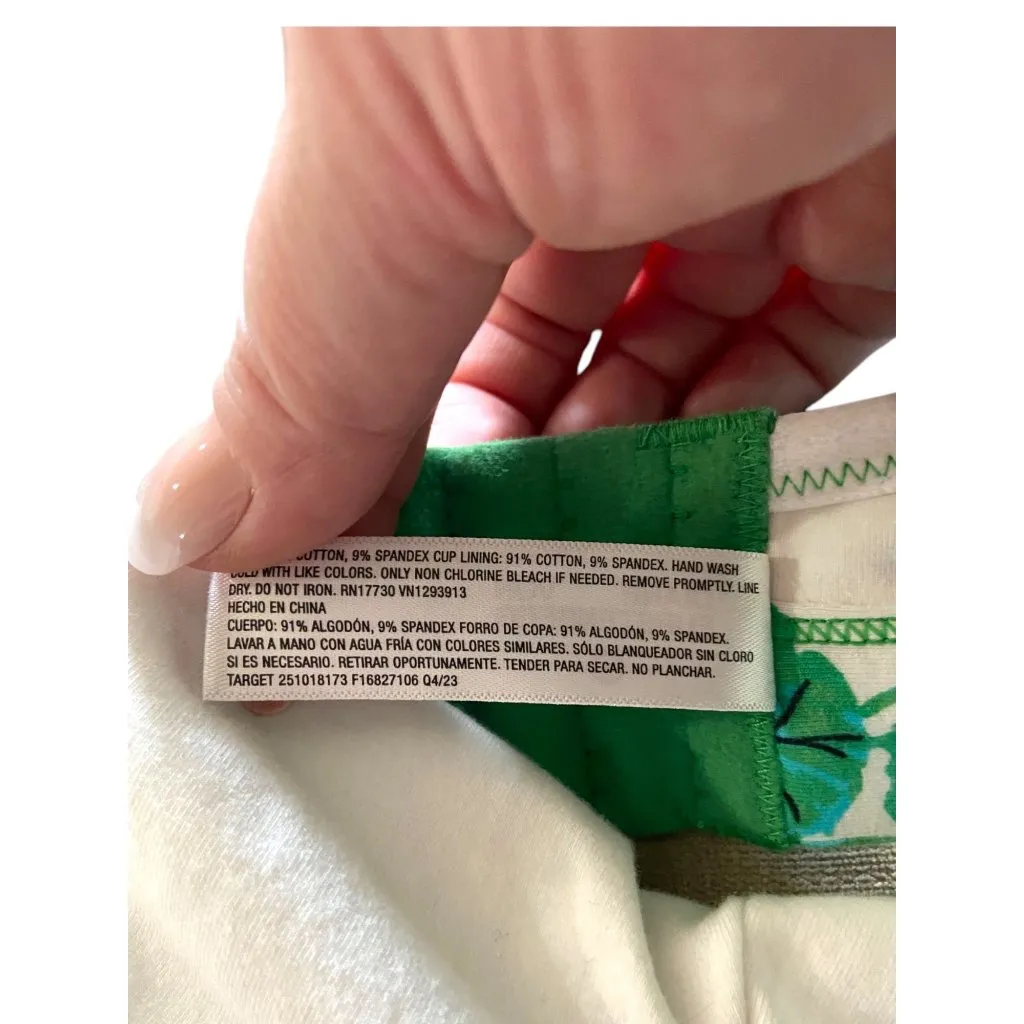 COTTON, 9% SPANDEX CUP LINING: 91% COTTON, 9% SPANDEX. HAND WASH
COLD WITH LIKE COLORS. ONLY NON CHLORINE BLEACH IF NEEDED. REMOVE PROMPTLY. LINE
DRY. DO NOT IRON. RN17730 VN1293913
HECHO EN CHINA
CUERPO: 91% ALGODÓN, 9% SPANDEX FORRO DE COPA: 91% ALGODÓN, 9% SPANDEX.
LAVAR A MANO CON AGUA FRÍA CON COLORES SIMILARES. SÓLO BLANQUEADOR SIN CLORO
SI ES NECESARIO. RETIRAR OPORTUNAMENTE. TENDER PARA SECAR. NO PLANCHAR.
TARGET 251018173 F16827106 Q4/23